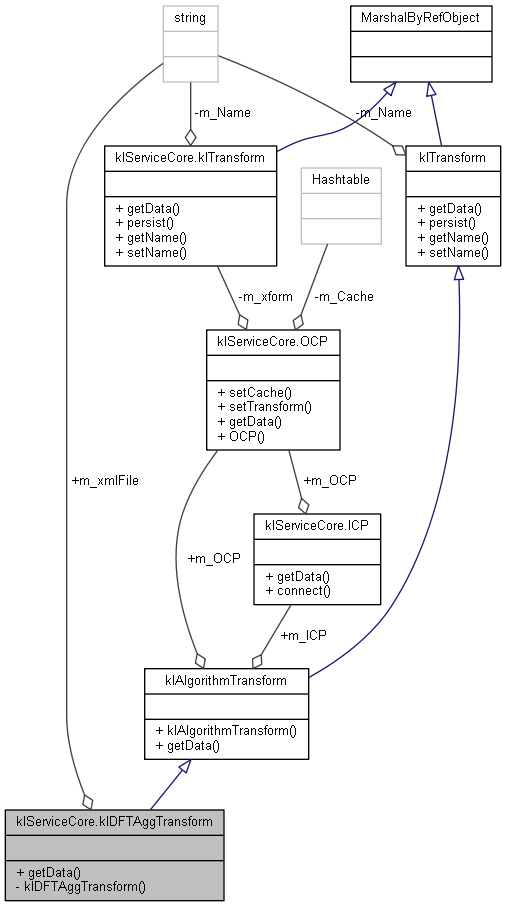 string
MarshalByRefObject
-m_Name
-m_Name
klServiceCore.klTransform
+ getData()
+ persist()
+ getName()
+ setName()
Hashtable
klTransform
+ getData()
+ persist()
+ getName()
+ setName()
-m_xform
-m_Cache
klServiceCore.OCP
+ setCache()
+ setTransform()
+ getData()
+ OCP()
+m_xmlFile
+m_OCP
klServiceCore.ICP
+ getData()
+ connect()
+m_OCP
+m_ICP
klAlgorithmTransform
+ klAlgorithmTransform()
+ getData()
klServiceCore.klDFTAggTransform
+ getData()
- klDFTAggTransform()